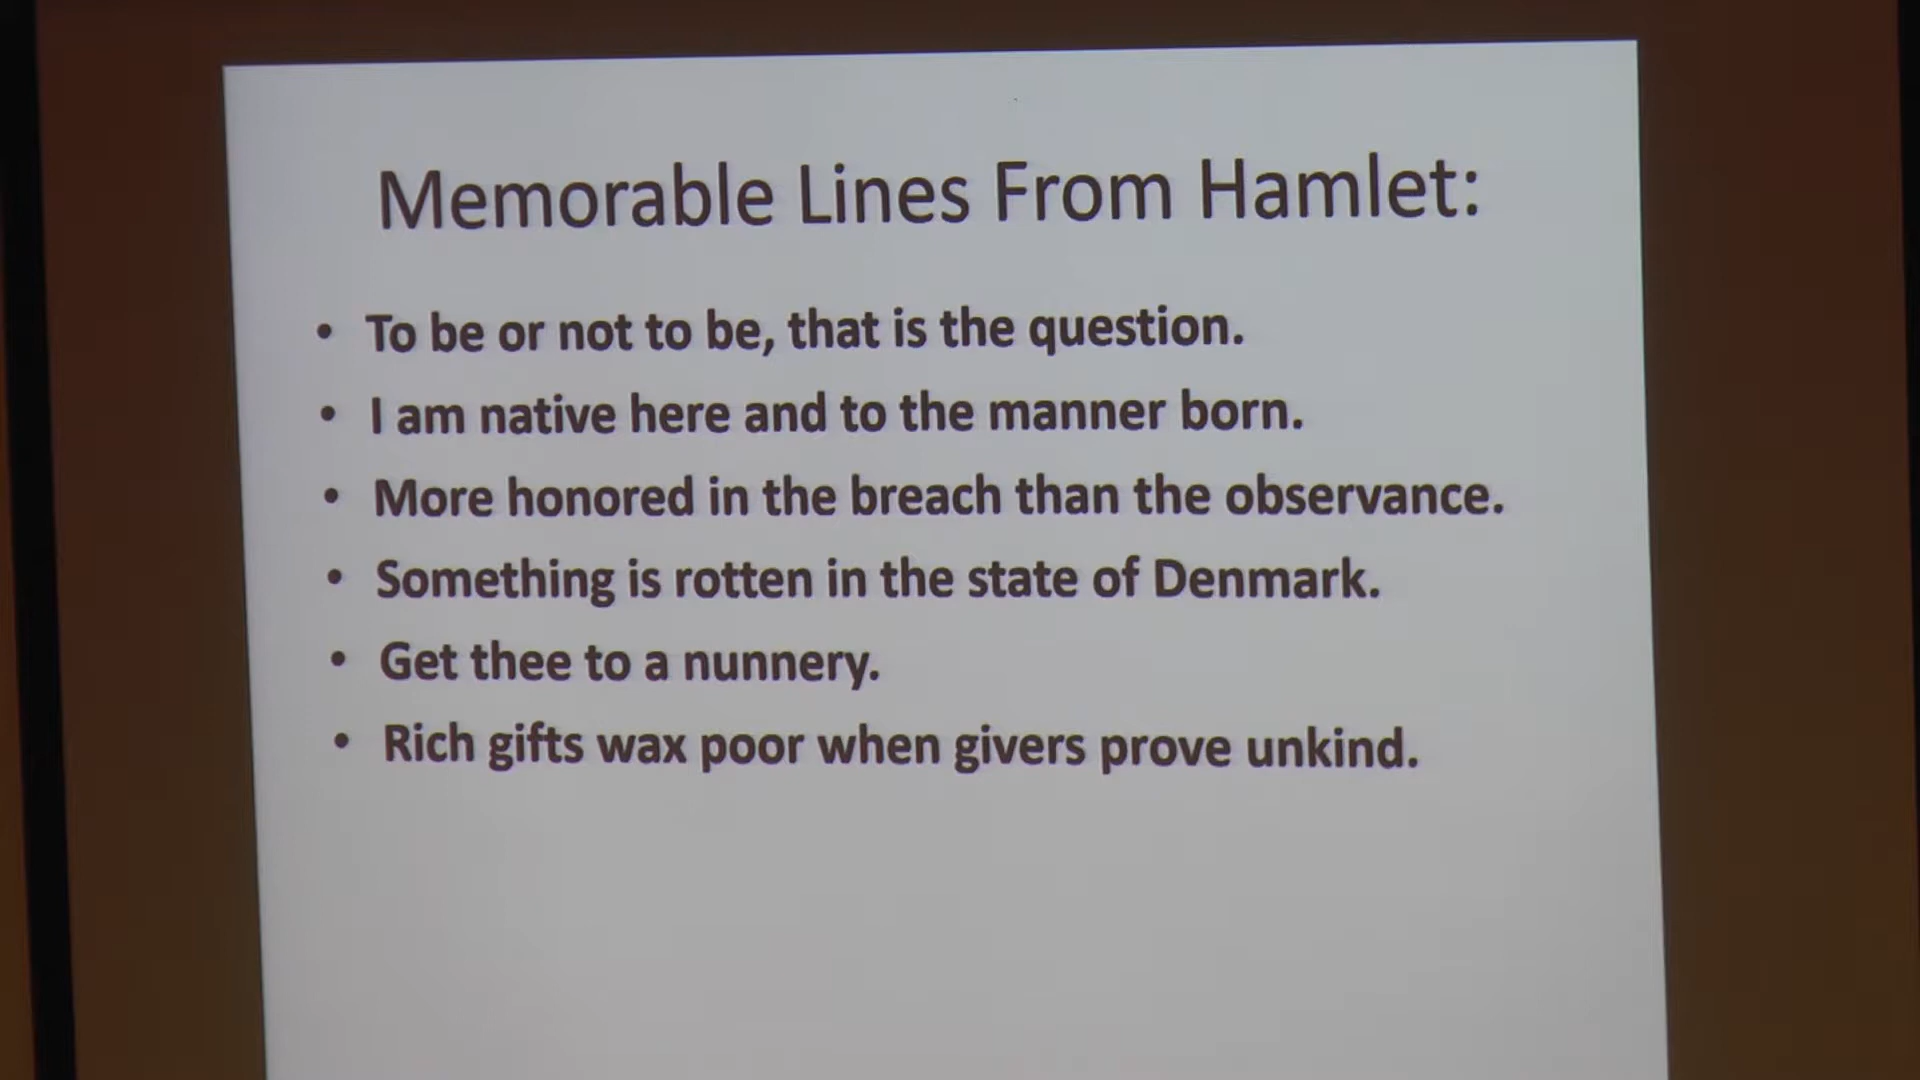 Memorable Lines From Hamlet:
• To be or not to be, that is the question.
• I am native here and to the manner born.
• More honored in the breach than the observance.
• Something is rotten in the state of Denmark.
• Get thee to a nunnery.
• Rich gifts wax poor when givers prove unkind.